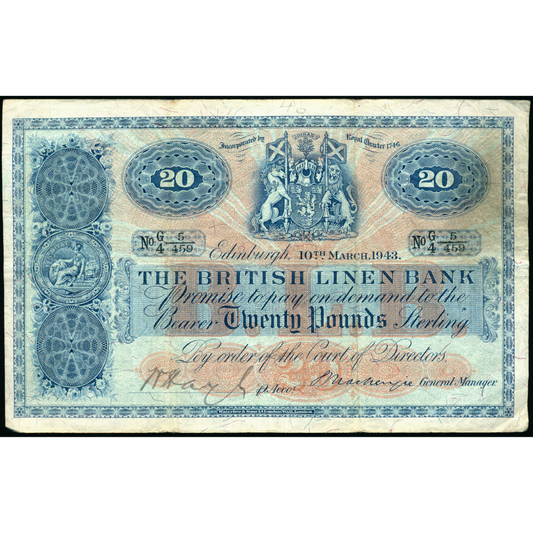 Incorporated by Royal Charter 1746
20 20
No G/4 5/459 No G/4 5/459
Edinburgh, 10TH MARCH, 1943.
THE BRITISH LINEN BANK
Promise to pay on demand to the
Bearer Twenty Pounds Sterling
By order of the Court of Directors.
Mackenzie General Manager